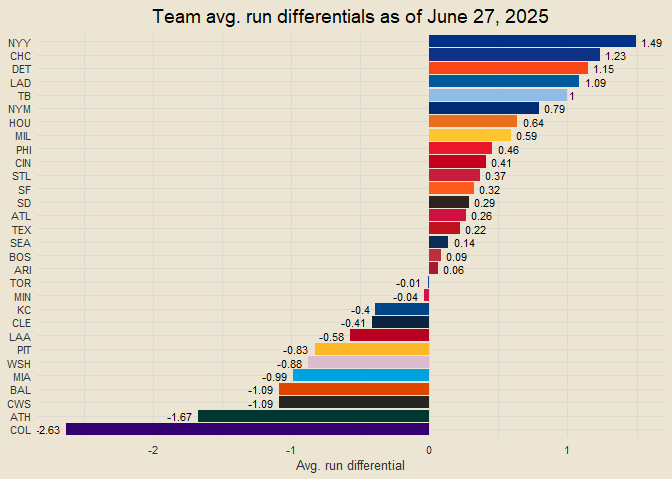 Team avg. run differentials as of June 27, 2025
NYY 1.49
CHC 1.23
DET 1.15
LAD 1.09
TB 1
NYM 0.79
HOU 0.64
MIL 0.59
PHI 0.46
CIN 0.41
STL 0.37
SF 0.32
SD 0.29
ATL 0.26
TEX 0.22
SEA 0.14
BOS 0.09
ARI 0.06
TOR -0.01
MIN -0.04
KC -0.4
CLE -0.41
LAA -0.58
PIT -0.83
WSH -0.88
MIA -0.99
BAL -1.09
CWS -1.09
ATH -1.67
COL -2.63
-2 -1 0 1
Avg. run differential